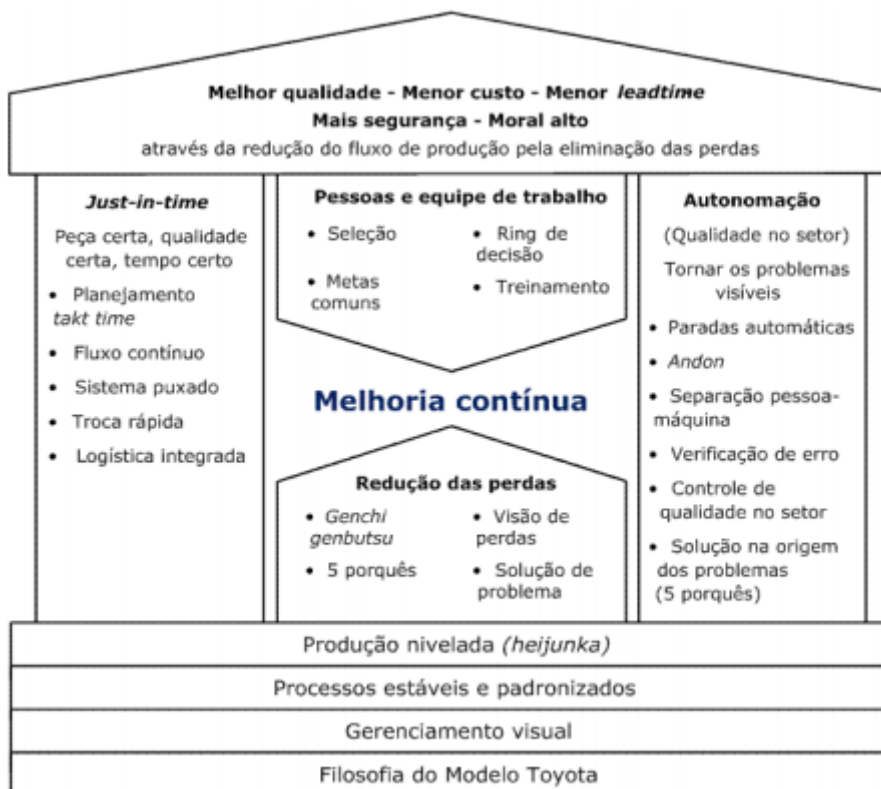 Melhor qualidade - Menor custo - Menor leadtime
Mais segurança - Moral alto
através da redução do fluxo de produção pela eliminação das perdas
Just-in-time
Peça certa, qualidade
certa, tempo certo
• Planejamento
takt time
• Fluxo contínuo
• Sistema puxado
• Troca rápida
• Logística integrada
Pessoas e equipe de trabalho
• Seleção
• Metas
comuns
• Ring de
decisão
• Treinamento
Melhoria contínua
Redução das perdas
• Genchi
genbutsu
• 5 porquês
• Visão de
perdas
• Solução de
problema
Autonomação
(Qualidade no setor)
Tornar os problemas
visíveis
• Paradas automáticas
• Andon
• Separação pessoa-
máquina
• Verificação de erro
• Controle de
qualidade no setor
• Solução na origem
dos problemas
(5 porquês)
Produção nivelada (heijunka)
Processos estáveis e padronizados
Gerenciamento visual
Filosofia do Modelo Toyota